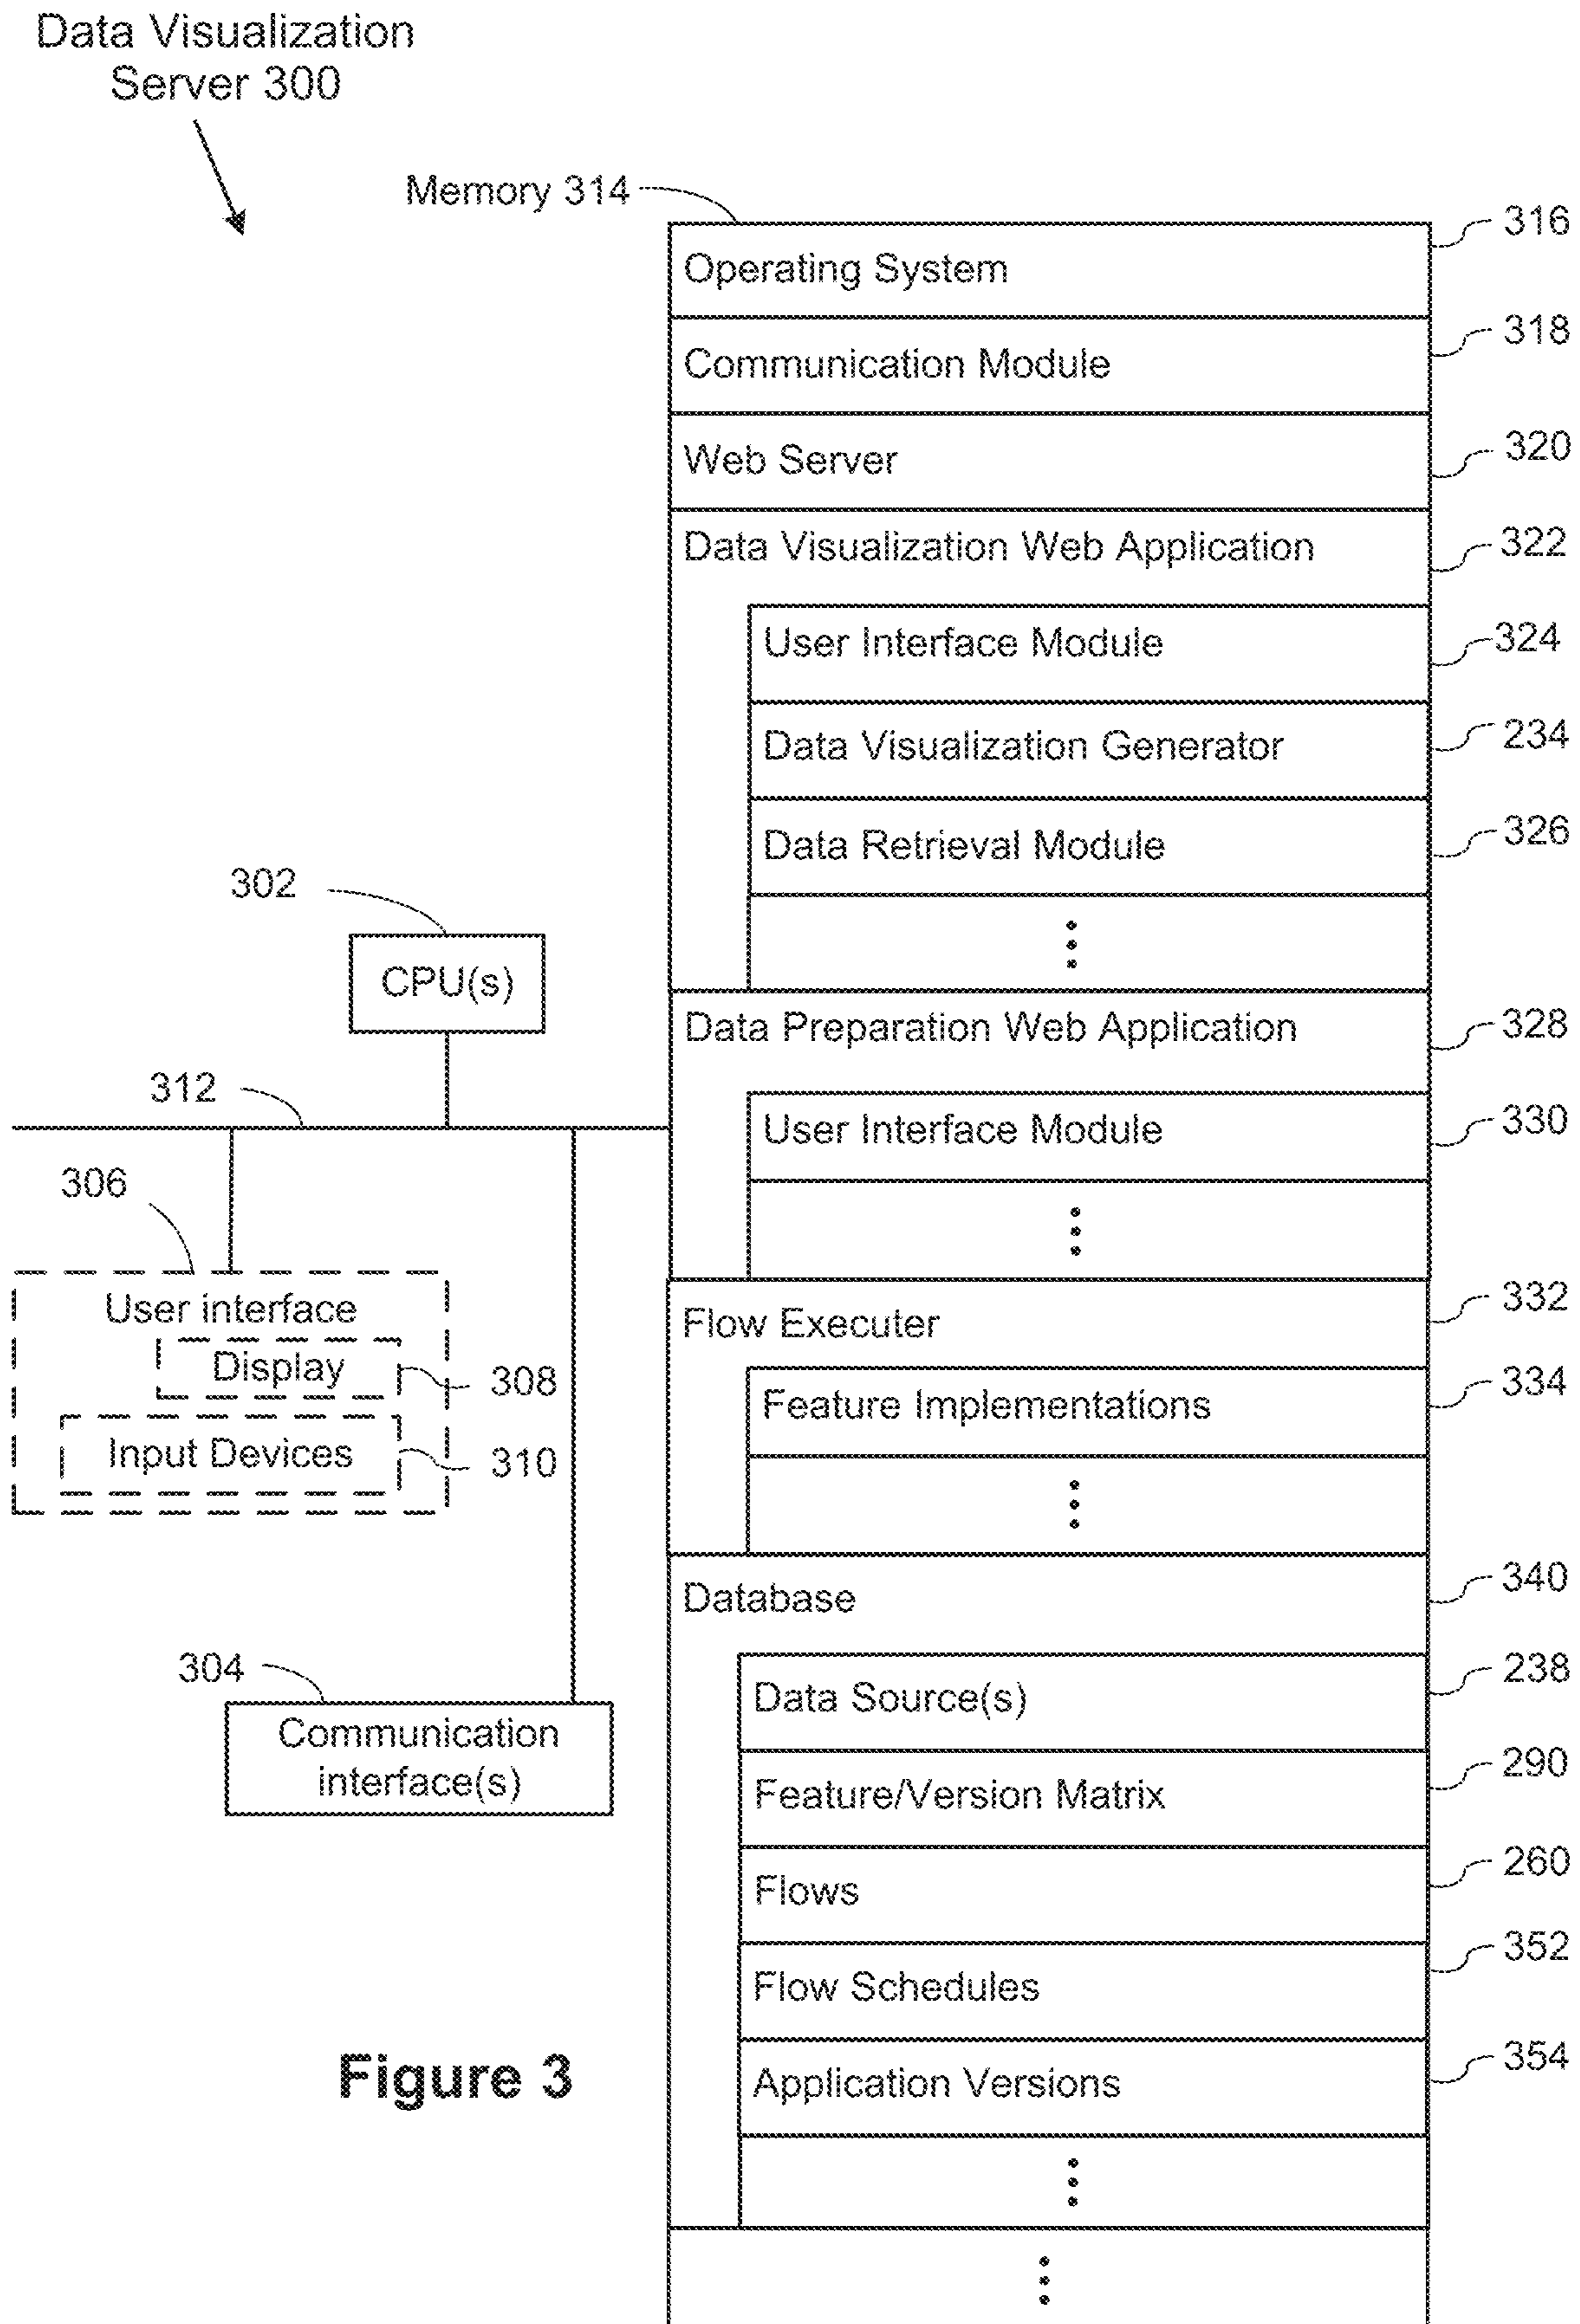 Data Visualization
Server 300
Memory 314
316
Operating System
318
Communication Module
320
Web Server
322
Data Visualization Web Application
324
User Interface Module
234
Data Visualization Generator
326
Data Retrieval Module
302
CPU(s)
328
Data Preparation Web Application
312
330
User Interface Module
306
User interface
Display
308
Input Devices
310
332
Flow Executer
334
Feature Implementations
340
Database
304
Communication
interface(s)
238
Data Source(s)
290
Feature/Version Matrix
260
Flows
352
Flow Schedules
354
Application Versions
Figure 3